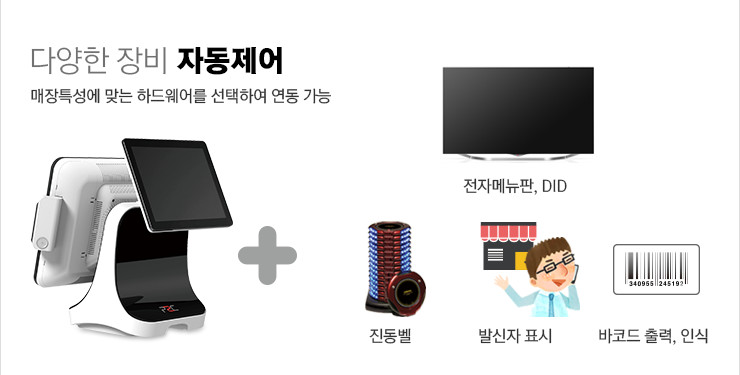 다양한 장비 자동제어
매장특성에 맞는 하드웨어를 선택하여 연동 가능
전자메뉴판, DID
진동벨
발신자 표시
바코드 출력, 인식